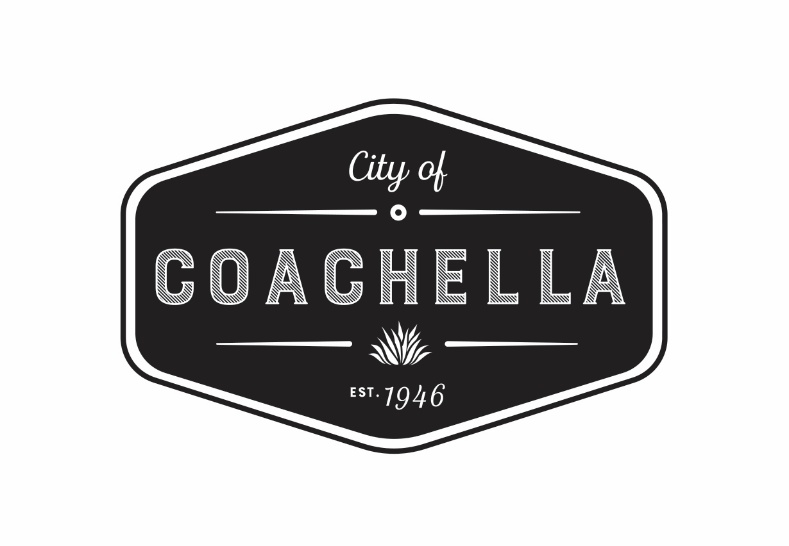 City of
COACHELLA
EST. 1946